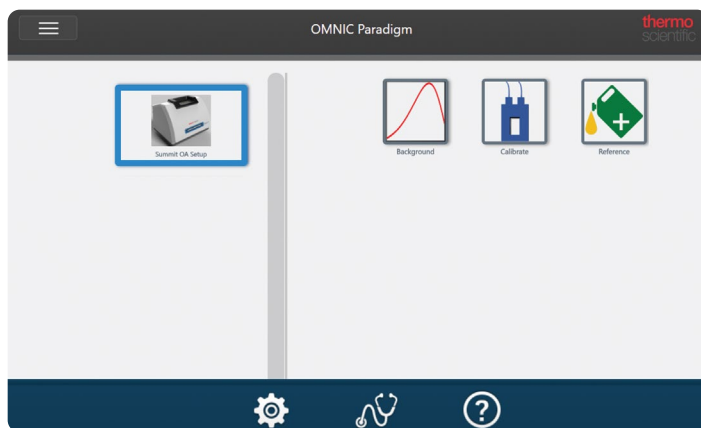 OMNIC Paradigm
thermo
scientific
Summit OA Setup
Background
Calibrate
Reference
?